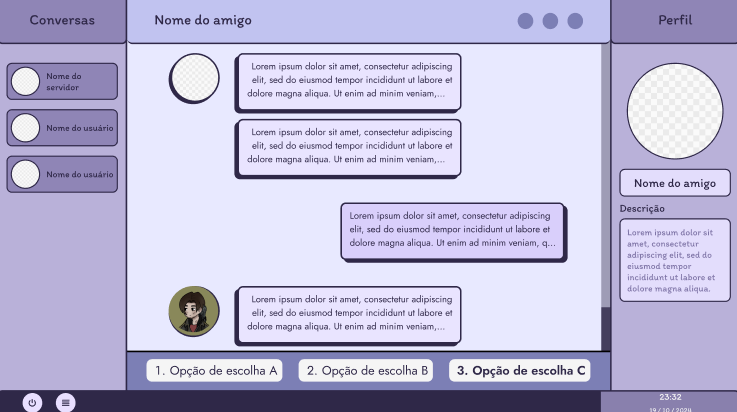 Conversas
Nome do
servidor
Nome do usuário
Nome do usuário
Nome do amigo
Lorem ipsum dolor sit amet, consectetur adipiscing
elit, sed do eiusmod tempor incididunt ut labore et
dolore magna aliqua. Ut enim ad minim veniam,...
Lorem ipsum dolor sit amet, consectetur adipiscing
elit, sed do eiusmod tempor incididunt ut labore et
dolore magna aliqua. Ut enim ad minim veniam,...
Lorem ipsum dolor sit amet, consectetur adipiscing
elit, sed do eiusmod tempor incididunt ut labore et
dolore magna aliqua. Ut enim ad minim veniam, q...
Lorem ipsum dolor sit amet, consectetur adipiscing
elit, sed do eiusmod tempor incididunt ut labore et
dolore magna aliqua. Ut enim ad minim veniam,...
1. Opção de escolha A
2. Opção de escolha B
3. Opção de escolha C
Perfil
Nome do amigo
Descrição
Lorem ipsum dolor sit
amet, consectetur
adipiscing elit, sed do
eiusmod tempor
incididunt ut labore et
dolore magna aliqua.
23:32
19/10/2024